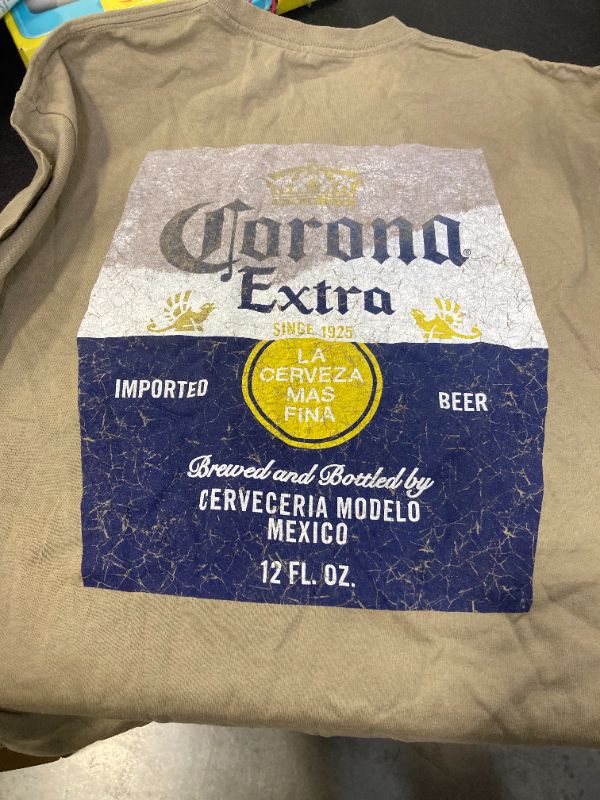 Corona®
Extra
SINCE 1925
LA
CERVEZA
MAS
FINA
IMPORTED
BEER
Brewed and Bottled by
CERVECERIA MODELO
MEXICO
12 FL. OZ.